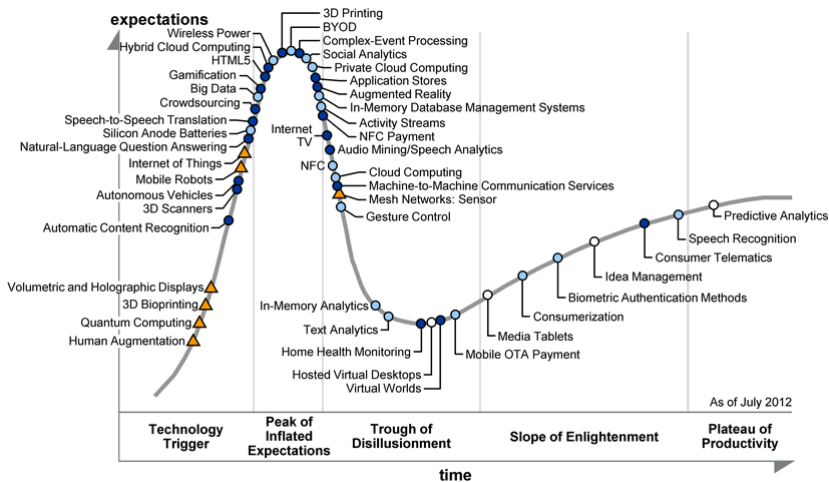 expectations
Wireless Power
Hybrid Cloud Computing
HTML5
Gamification
Big Data
Crowdsourcing
Speech-to-Speech Translation
Silicon Anode Batteries
Natural-Language Question Answering
Internet of Things
Mobile Robots
Autonomous Vehicles
3D Scanners
Automatic Content Recognition
Volumetric and Holographic Displays
3D Bioprinting
Quantum Computing
Human Augmentation
3D Printing
BYOD
Complex-Event Processing
Social Analytics
Private Cloud Computing
Application Stores
Augmented Reality
In-Memory Database Management Systems
Activity Streams
NFC Payment
Internet
TV
Audio Mining/Speech Analytics
NFC
Cloud Computing
Machine-to-Machine Communication Services
Mesh Networks: Sensor
Gesture Control
In-Memory Analytics
Text Analytics
Home Health Monitoring
Hosted Virtual Desktops
Virtual Worlds
Mobile OTA Payment
Media Tablets
Consumerization
Biometric Authentication Methods
Idea Management
Consumer Telematics
Speech Recognition
Predictive Analytics
As of July 2012
Technology
Trigger
Peak of
Inflated
Expectations
Trough of
Disillusionment
Slope of Enlightenment
Plateau of
Productivity
time